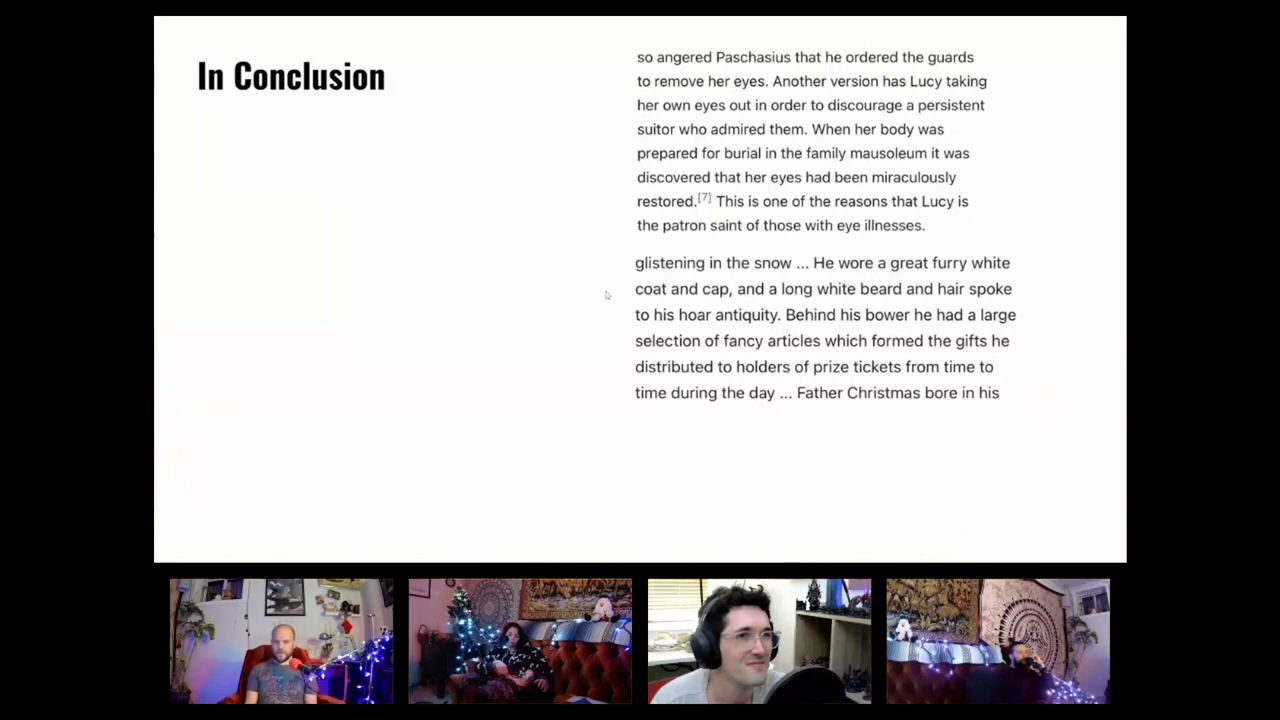 In Conclusion
so angered Paschasius that he ordered the guards
to remove her eyes. Another version has Lucy taking
her own eyes out in order to discourage a persistent
suitor who admired them. When her body was
prepared for burial in the family mausoleum it was
discovered that her eyes had been miraculously
restored.[7] This is one of the reasons that Lucy is
the patron saint of those with eye illnesses.
glistening in the snow ... He wore a great furry white
coat and cap, and a long white beard and hair spoke
to his hoar antiquity. Behind his bower he had a large
selection of fancy articles which formed the gifts he
distributed to holders of prize tickets from time to
time during the day ... Father Christmas bore in his